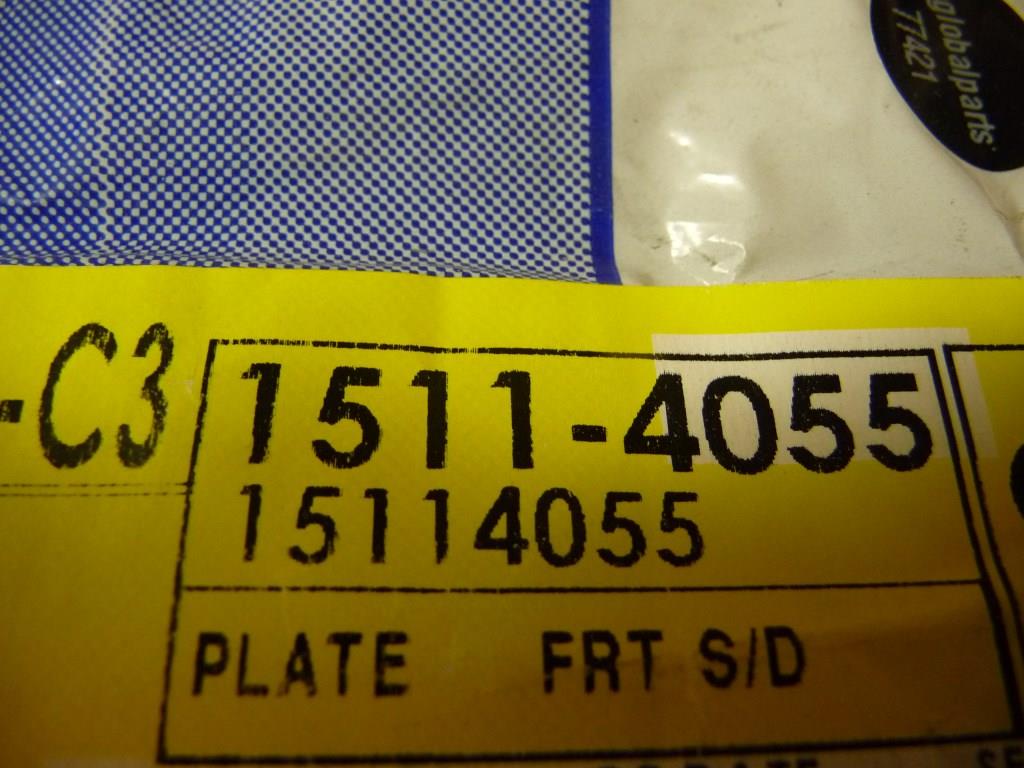 globalparts
77421
-C3
1511-4055
15114055
PLATE FRT S/D